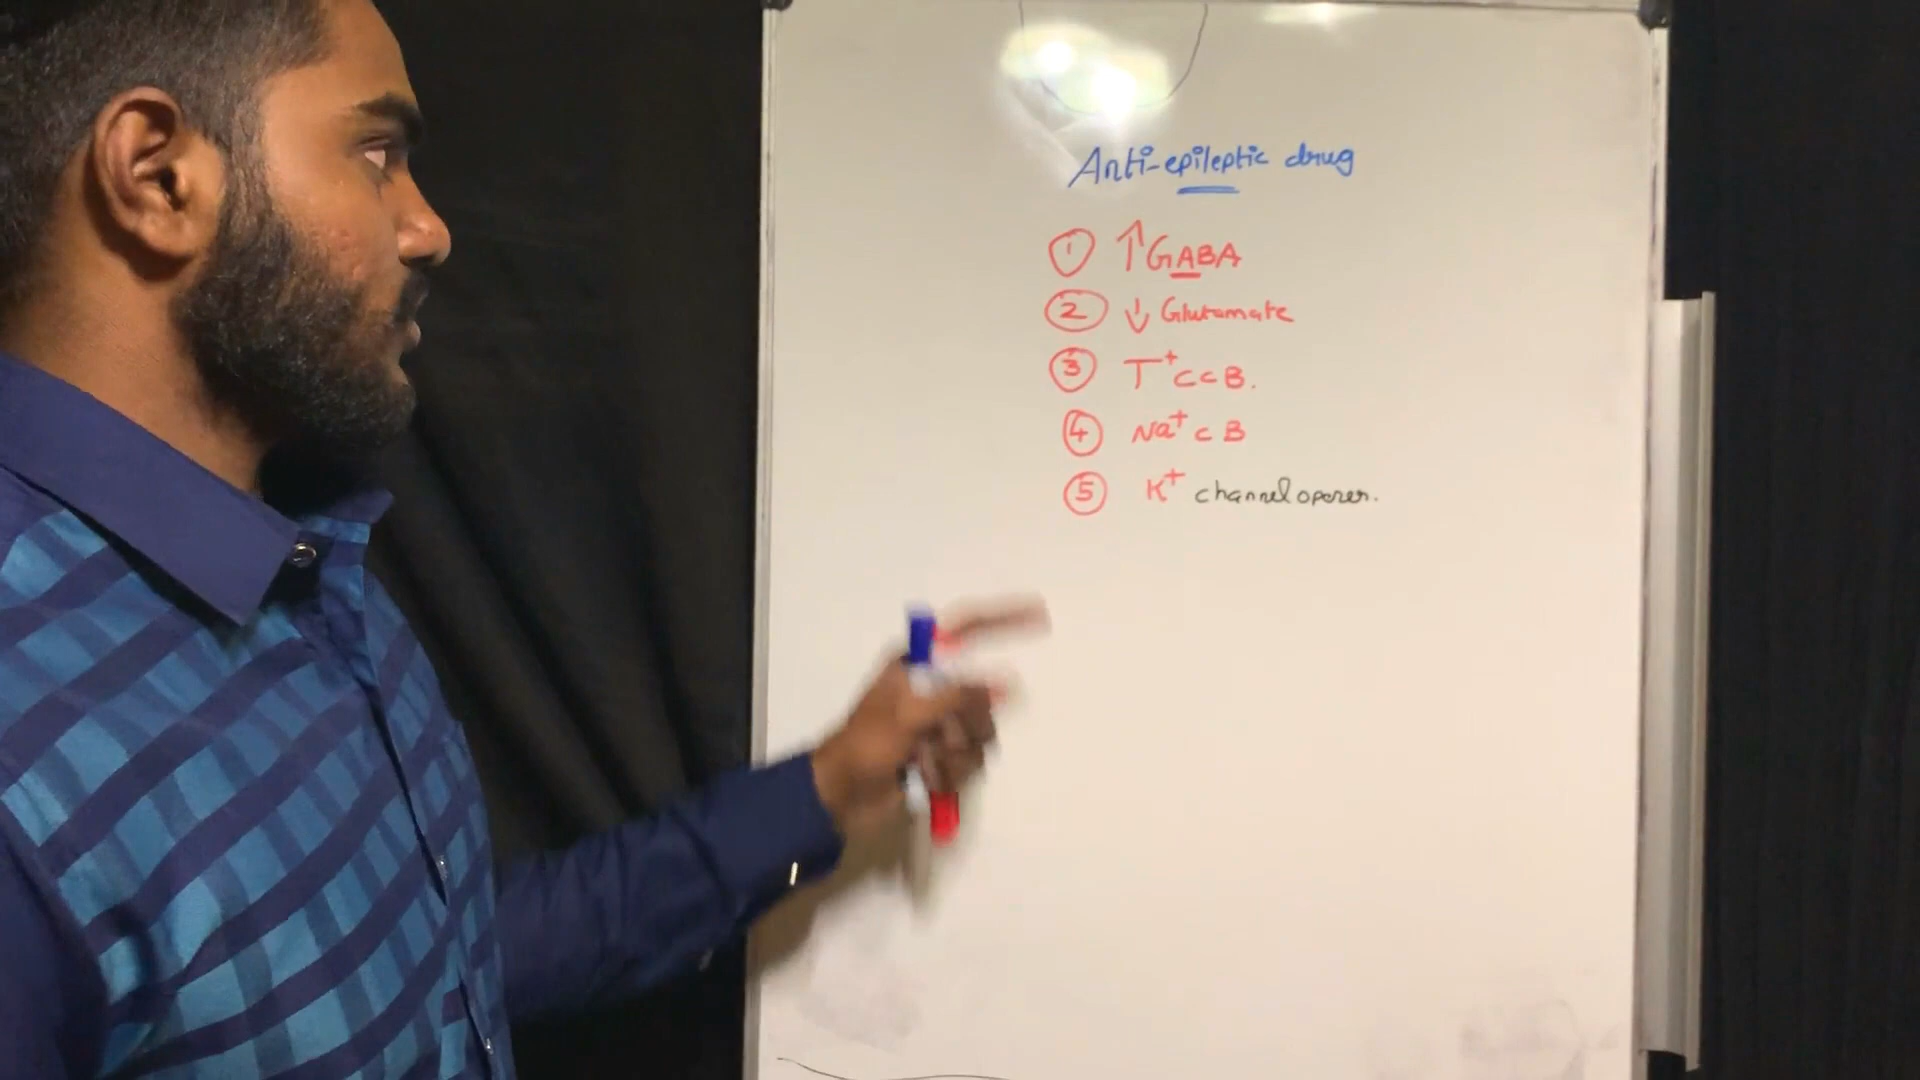 Anti-epileptic drug
1 ↑ GABA
2 ↓ Glutamate
3 T⁺CCB.
4 Na⁺CB
5 K⁺ channel opener.